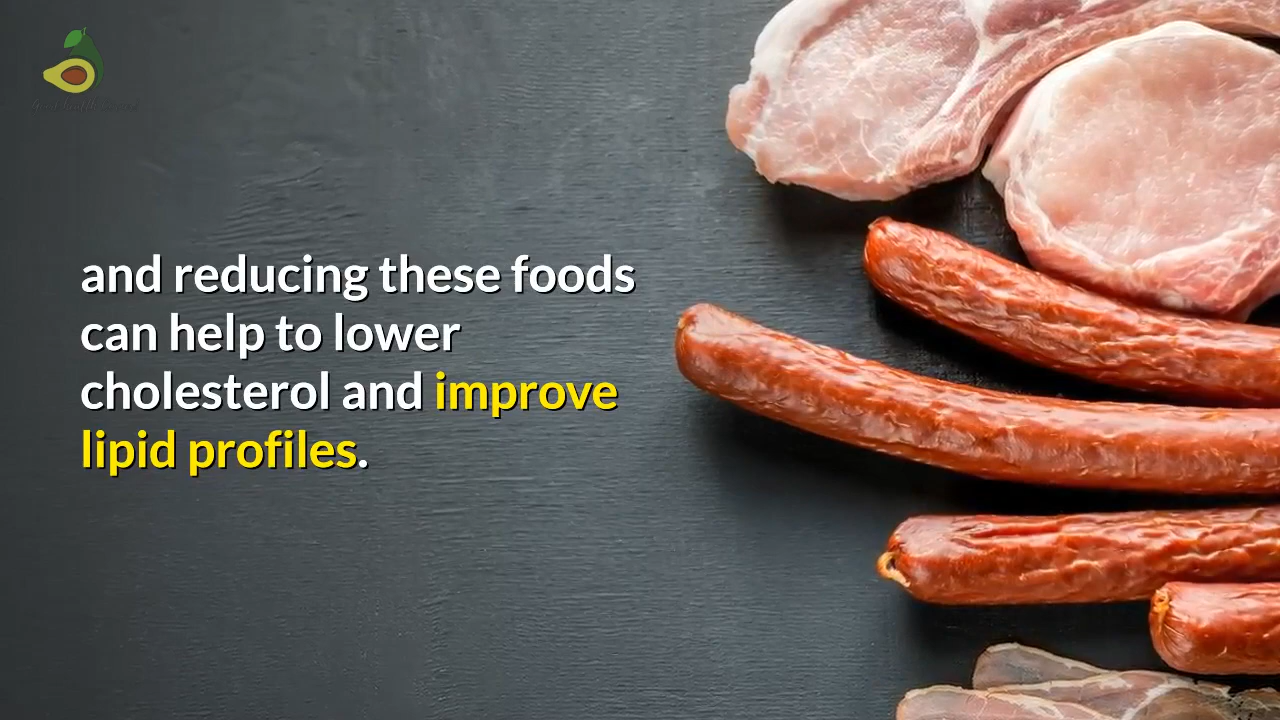 and reducing these foods
can help to lower
cholesterol and improve
lipid profiles.